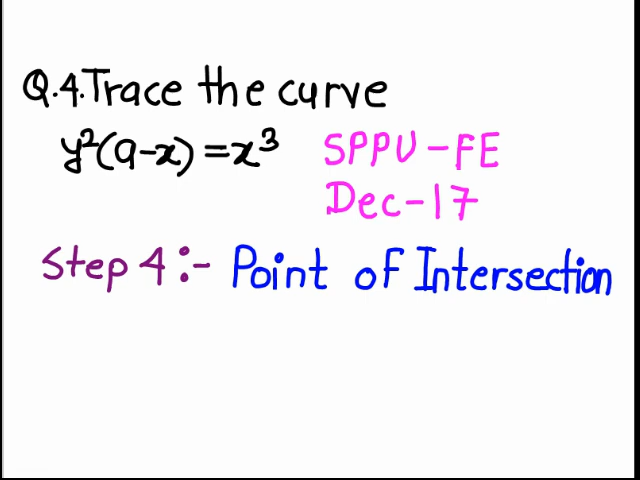 Q.4. Trace the curve
y²(a-x) = x³ SPPU - FE
Dec-17
Step 4 :- Point of Intersection